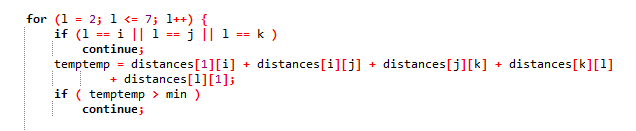 for (l = 2; l <= 7; l++) {
if (l == i || l == j || l == k )
continue;
temptemp = distances[1][i] + distances[i][j] + distances[j][k] + distances[k][l]
+ distances[l][1];
if ( temptemp > min )
continue;